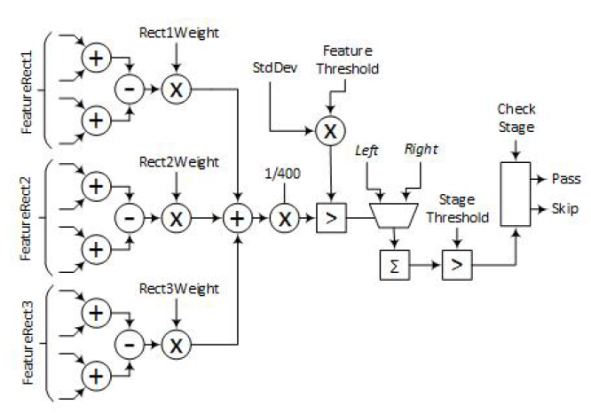 FeatureRect1
+
+
-
Rect1Weight
X
StdDev
Feature
Threshold
X
Check
Stage
FeatureRect2
+
+
-
Rect2Weight
X
+
1/400
X
>
Left
Right
Stage
Threshold
Σ
>
Pass
Skip
FeatureRect3
+
+
-
Rect3Weight
X